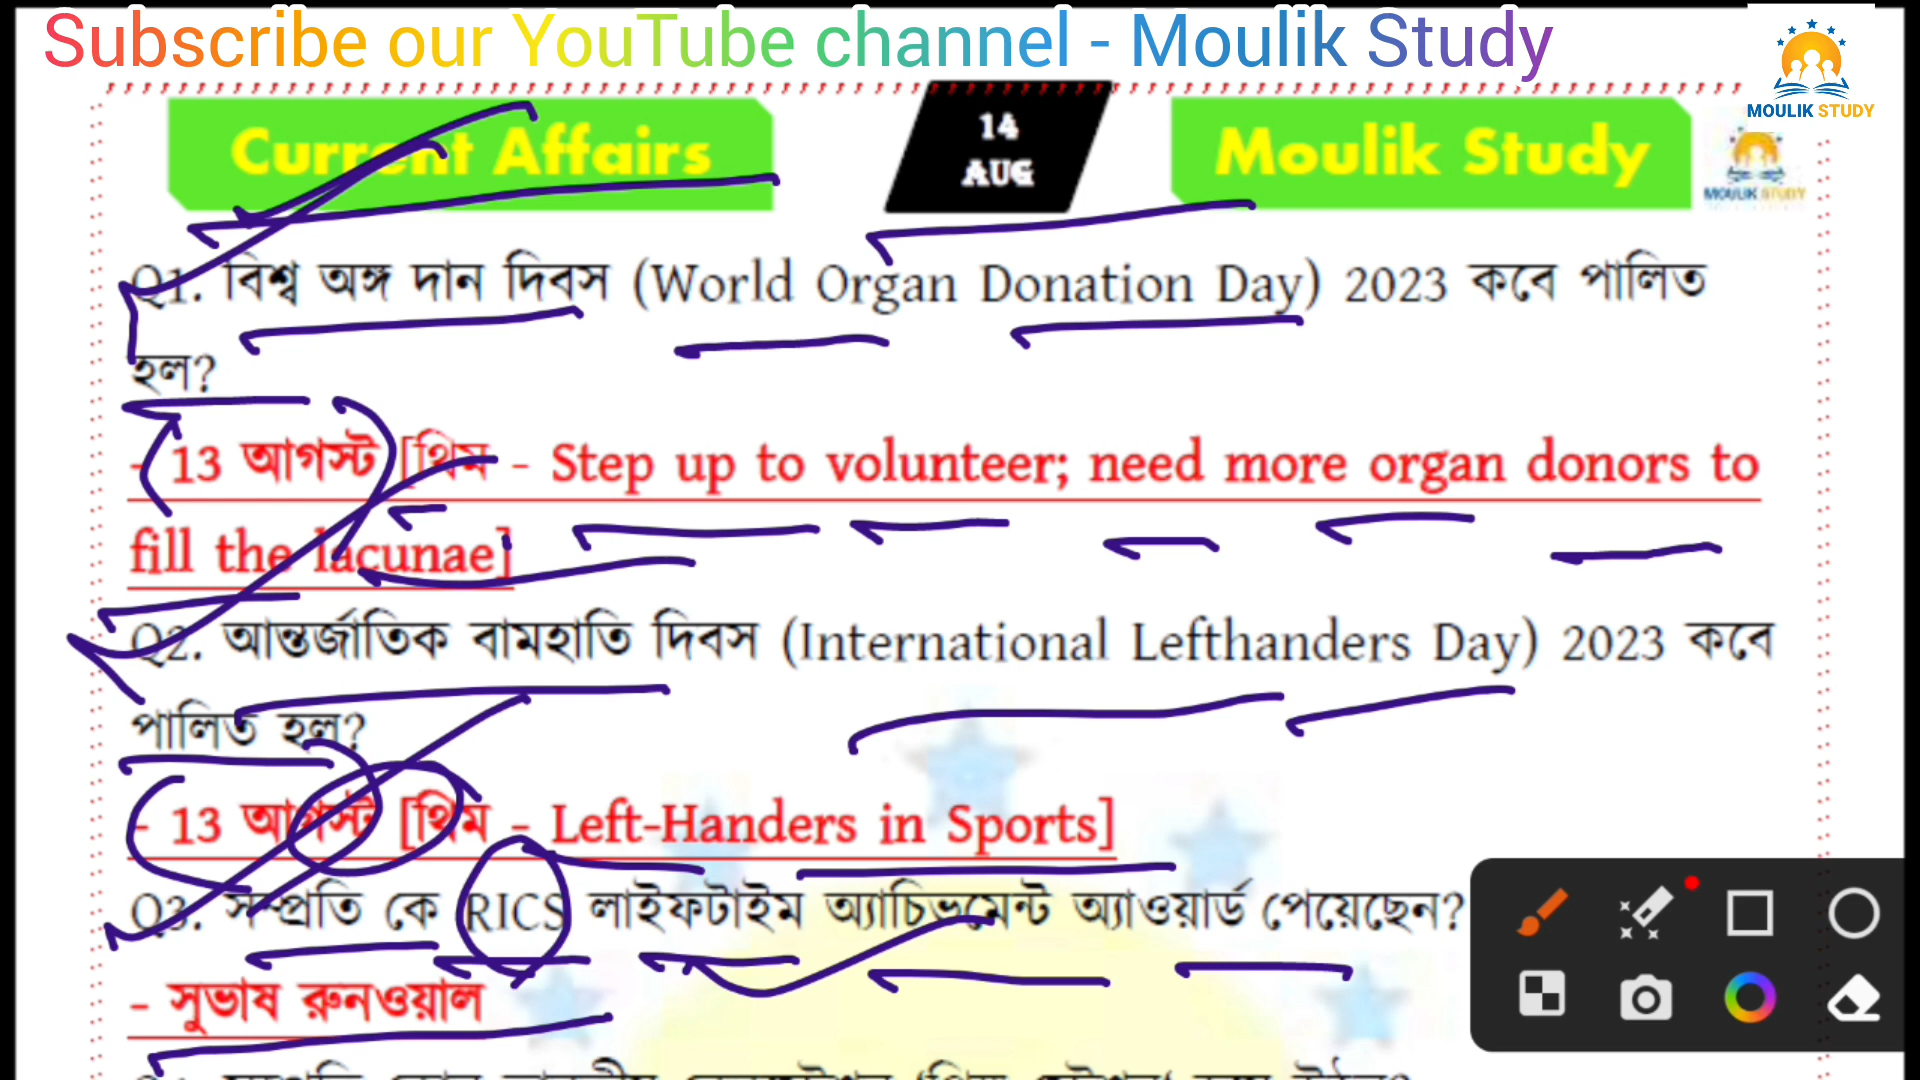 Subscribe our YouTube channel - Moulik Study
MOULIK STUDY
Current Affairs
14
AUG
Moulik Study
MOULIK STUDY
Q1. বিশ্ব অঙ্গ দান দিবস (World Organ Donation Day) 2023 কবে পালিত
হল?
- 13 আগস্ট [থিম - Step up to volunteer; need more organ donors to
fill the lacunae]
Q2. আন্তর্জাতিক বামহাতি দিবস (International Lefthanders Day) 2023 কবে
পালিত হল?
- 13 আগস্ট [থিম - Left-Handers in Sports]
Q3. সম্প্রতি কে RICS লাইফটাইম অ্যাচিভমেন্ট অ্যাওয়ার্ড পেয়েছেন?
- সুভাষ রুনওয়াল